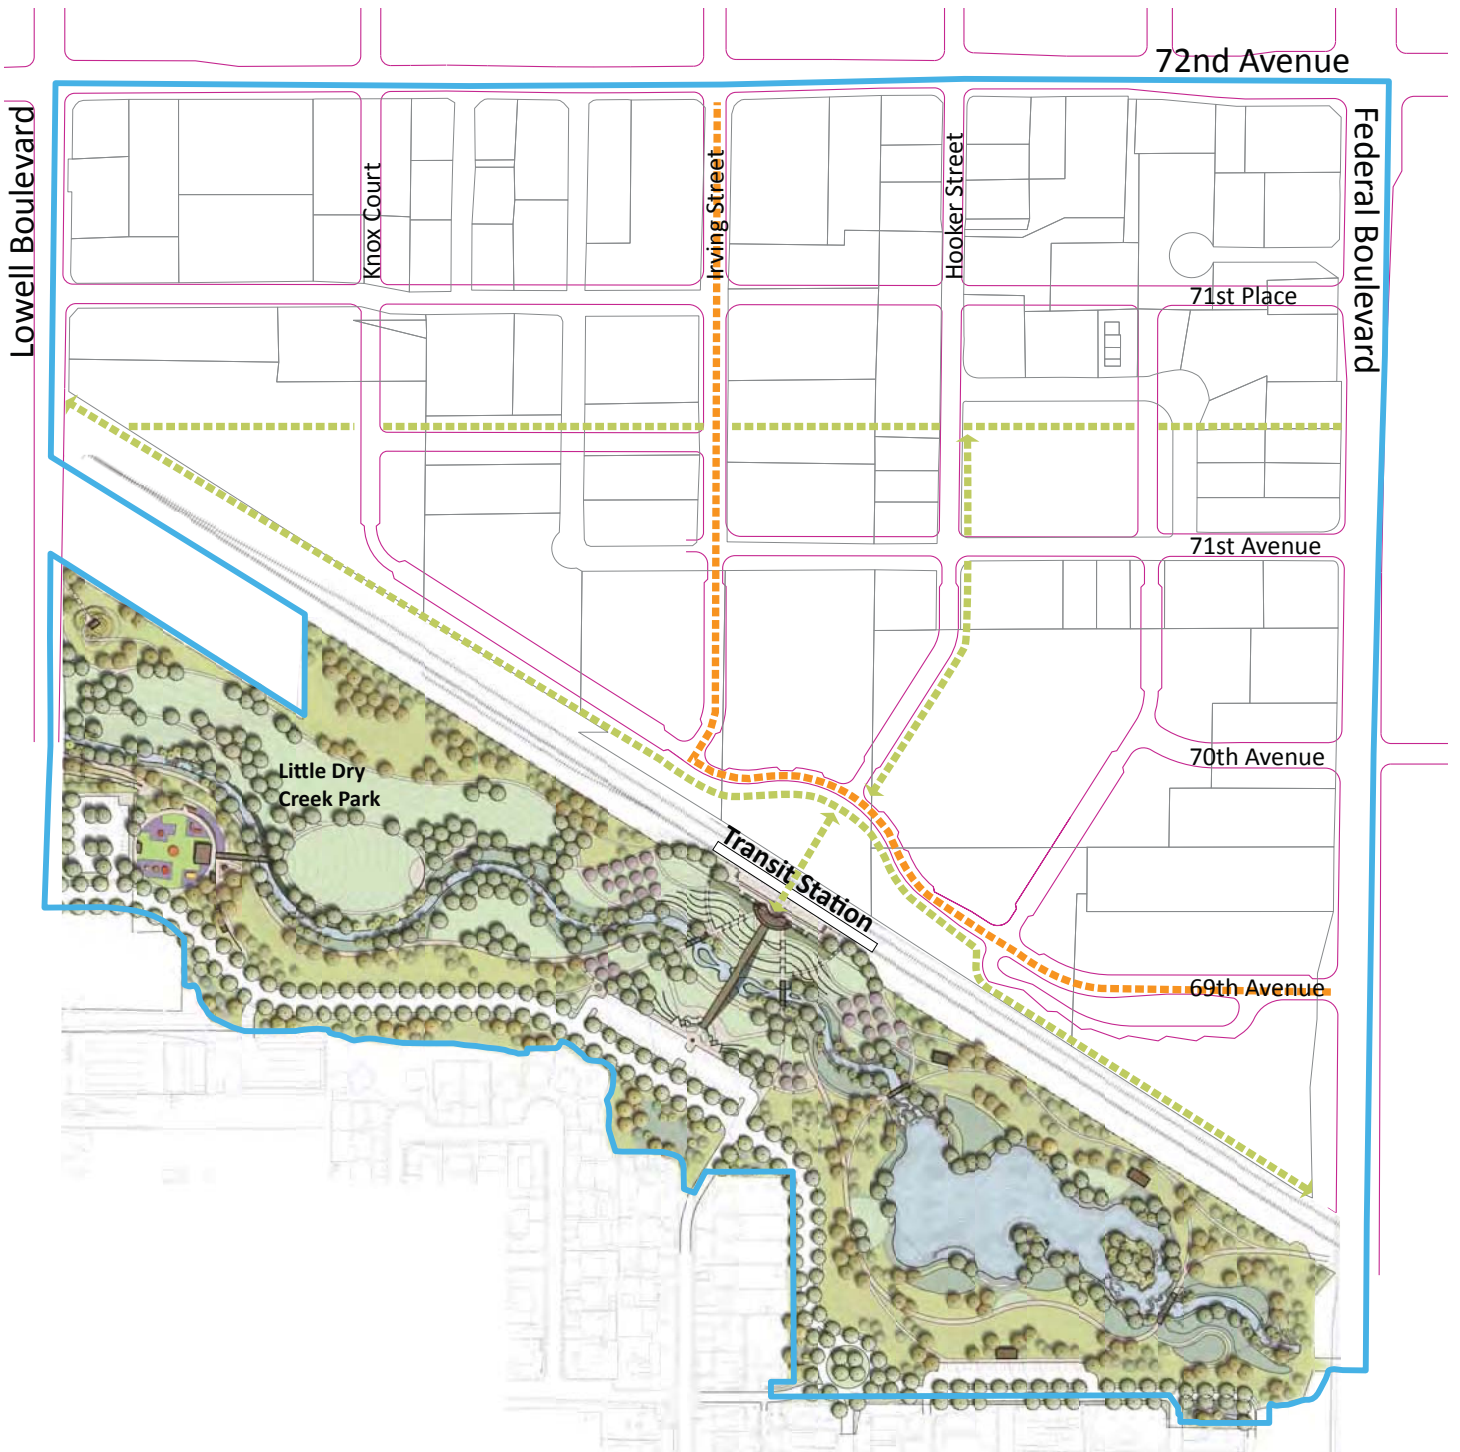 72nd Avenue
Lowell Boulevard
Knox Court
Irving Street
Hooker Street
Federal Boulevard
71st Place
71st Avenue
70th Avenue
Little Dry
Creek Park
Transit Station
69th Avenue